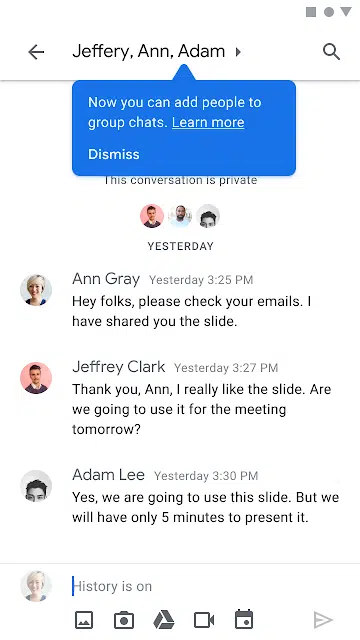 Jeffery, Ann, Adam
Now you can add people to
group chats. Learn more
Dismiss
This conversation is private
YESTERDAY
Ann Gray Yesterday 3:25 PM
Hey folks, please check your emails. I
have shared you the slide.
Jeffrey Clark Yesterday 3:27 PM
Thank you, Ann, I really like the slide. Are
we going to use it for the meeting
tomorrow?
Adam Lee Yesterday 3:30 PM
Yes, we are going to use this slide. But we
will have only 5 minutes to present it.
History is on